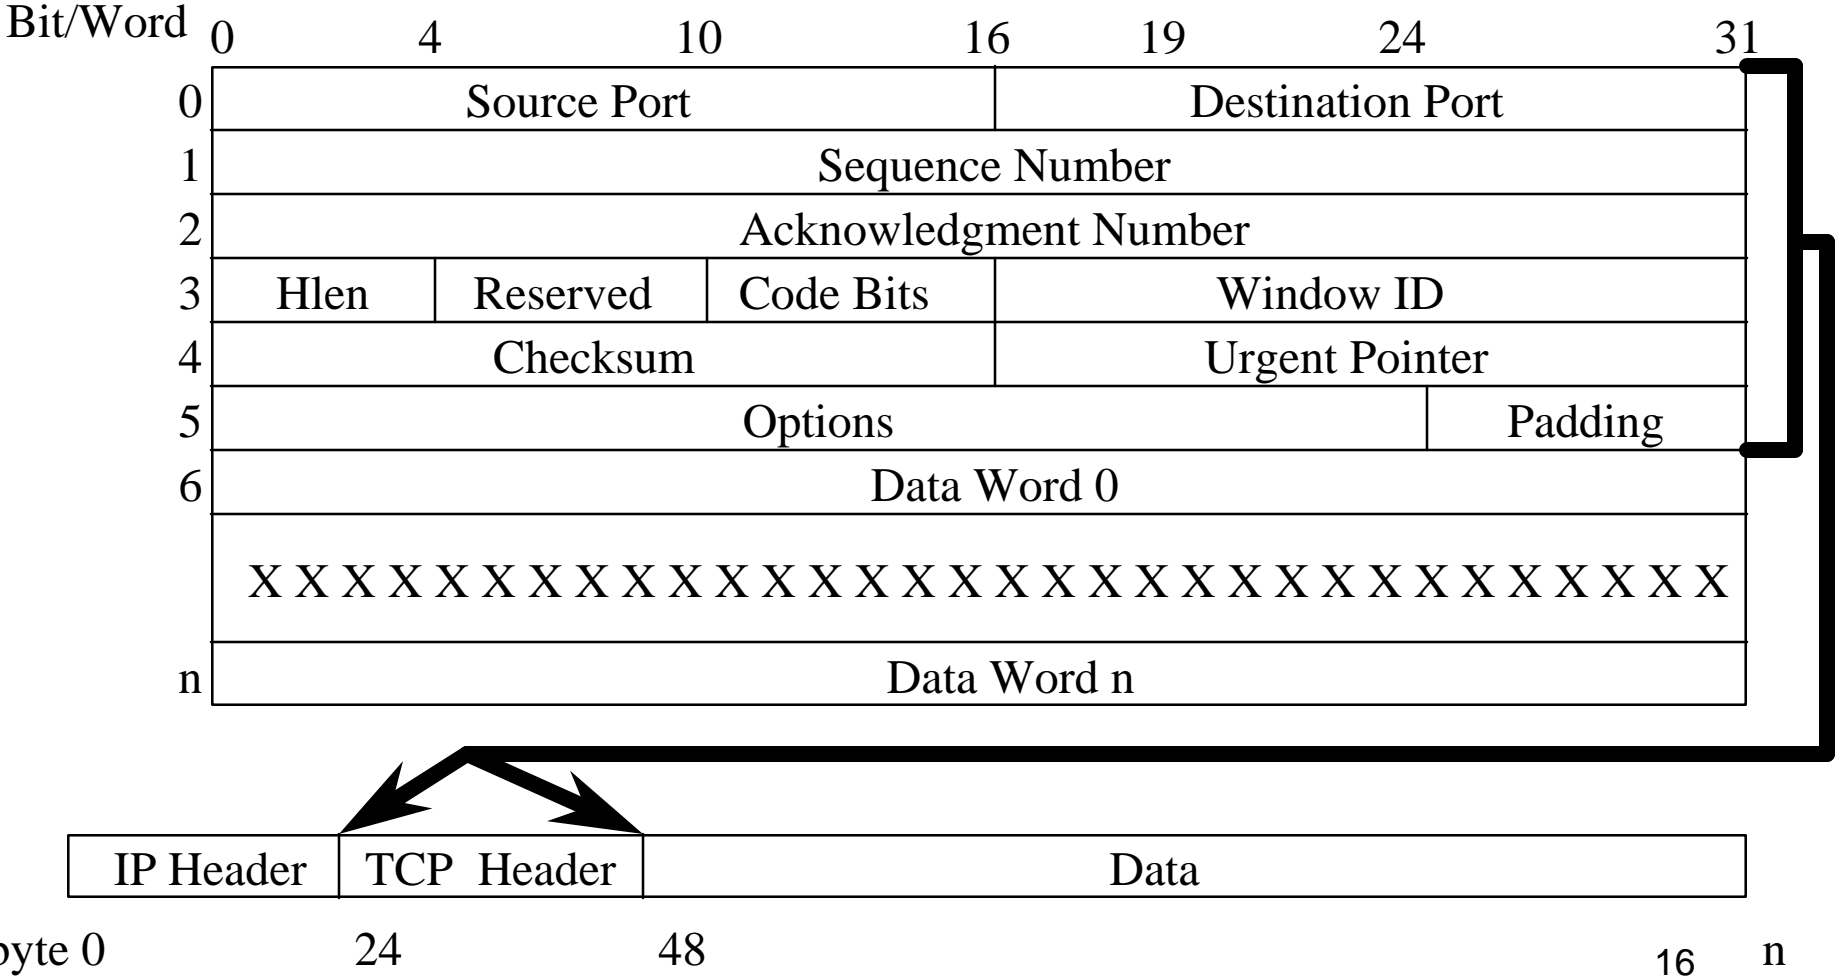 Bit/Word 0 4 10 16 19 24 31
0 Source Port Destination Port
1 Sequence Number
2 Acknowledgment Number
3 Hlen Reserved Code Bits Window ID
4 Checksum Urgent Pointer
5 Options Padding
6 Data Word 0
X X X X X X X X X X X X X X X X X X X X X X X X X X X X X X X X
n Data Word n
IP Header TCP Header Data
byte 0 24 48 n
16